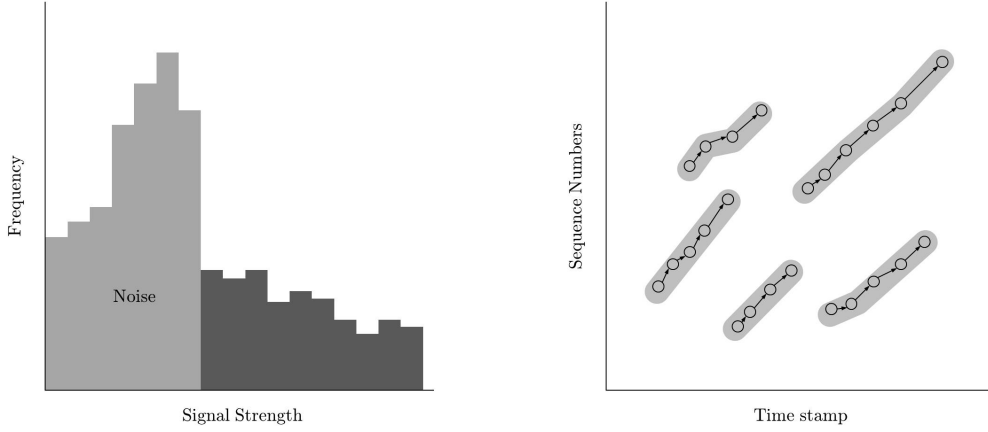 Frequency
Noise
Signal Strength
Sequence Numbers
Time stamp